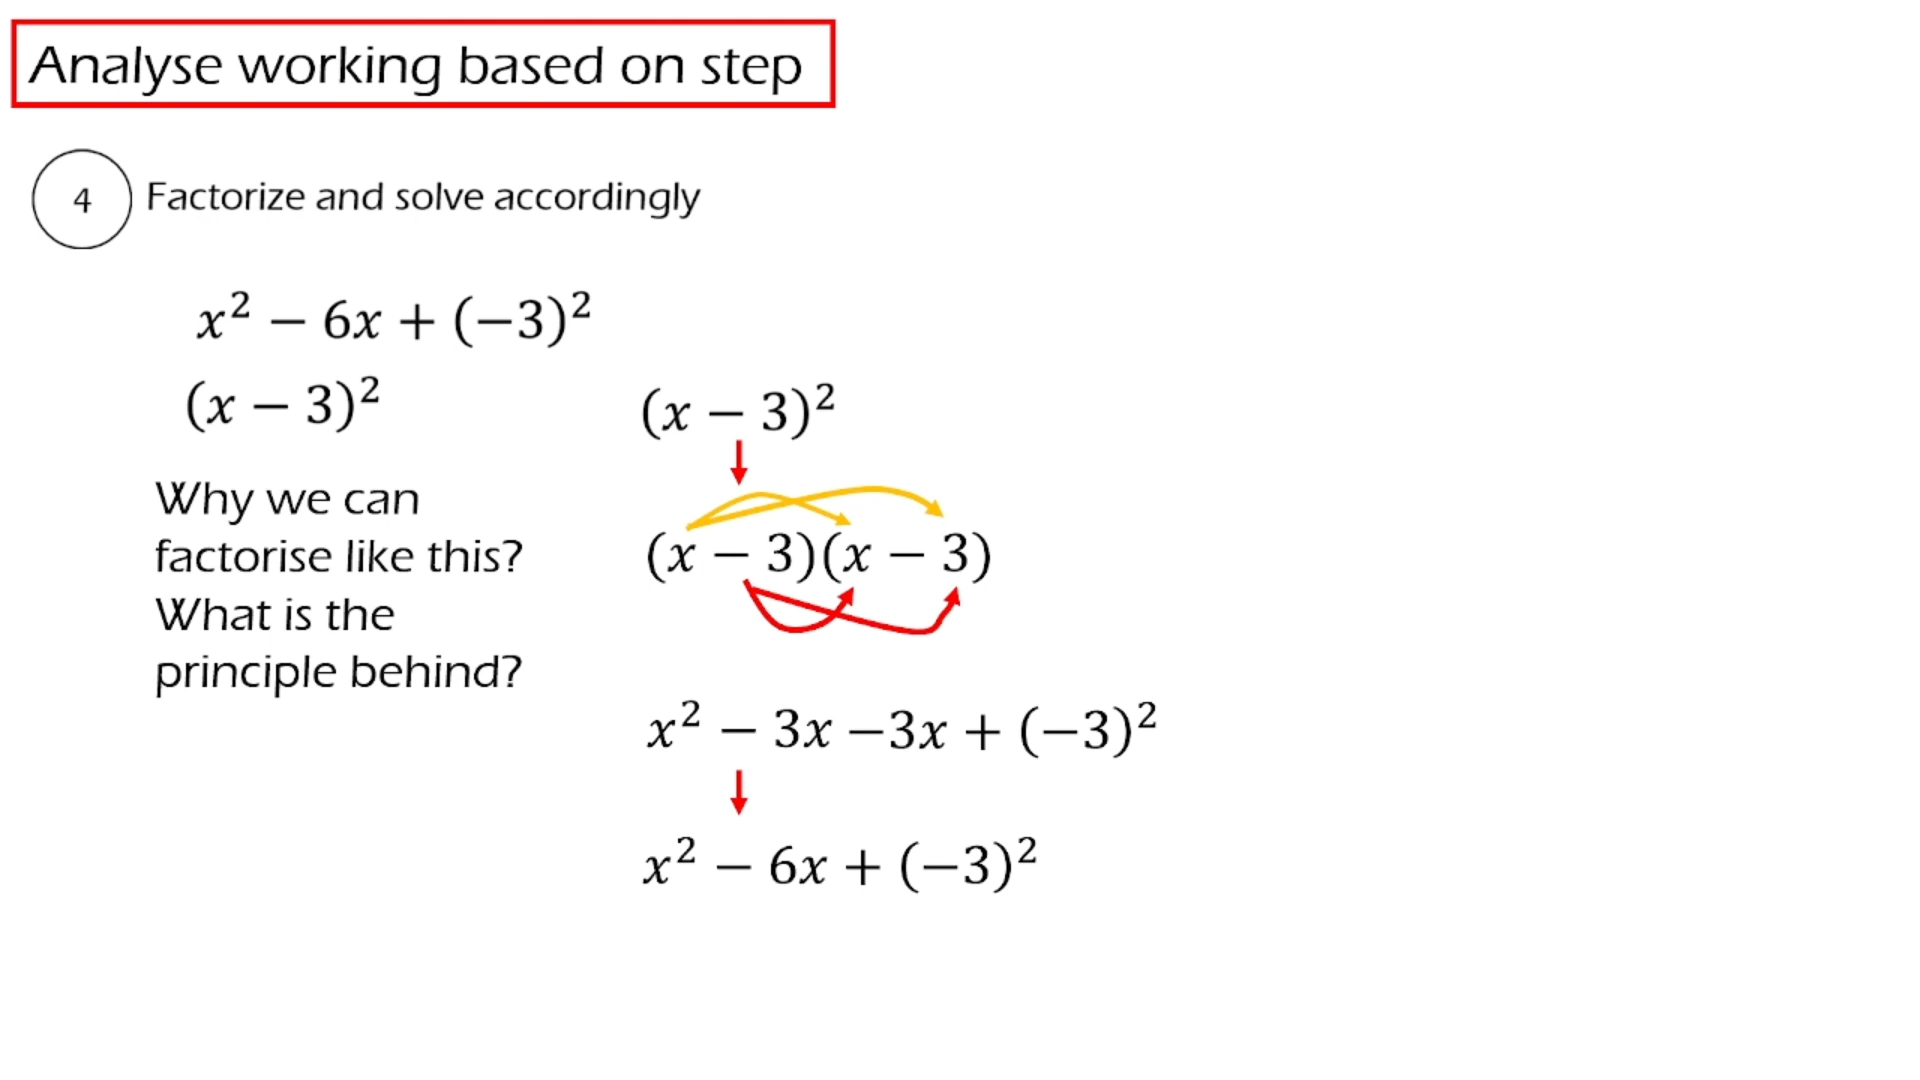 Analyse working based on step
4 Factorize and solve accordingly
x² − 6x + (−3)²
(x − 3)²
Why we can
factorise like this?
What is the
principle behind?
(x − 3)²
(x − 3)(x − 3)
x² − 3x −3x + (−3)²
x² − 6x + (−3)²